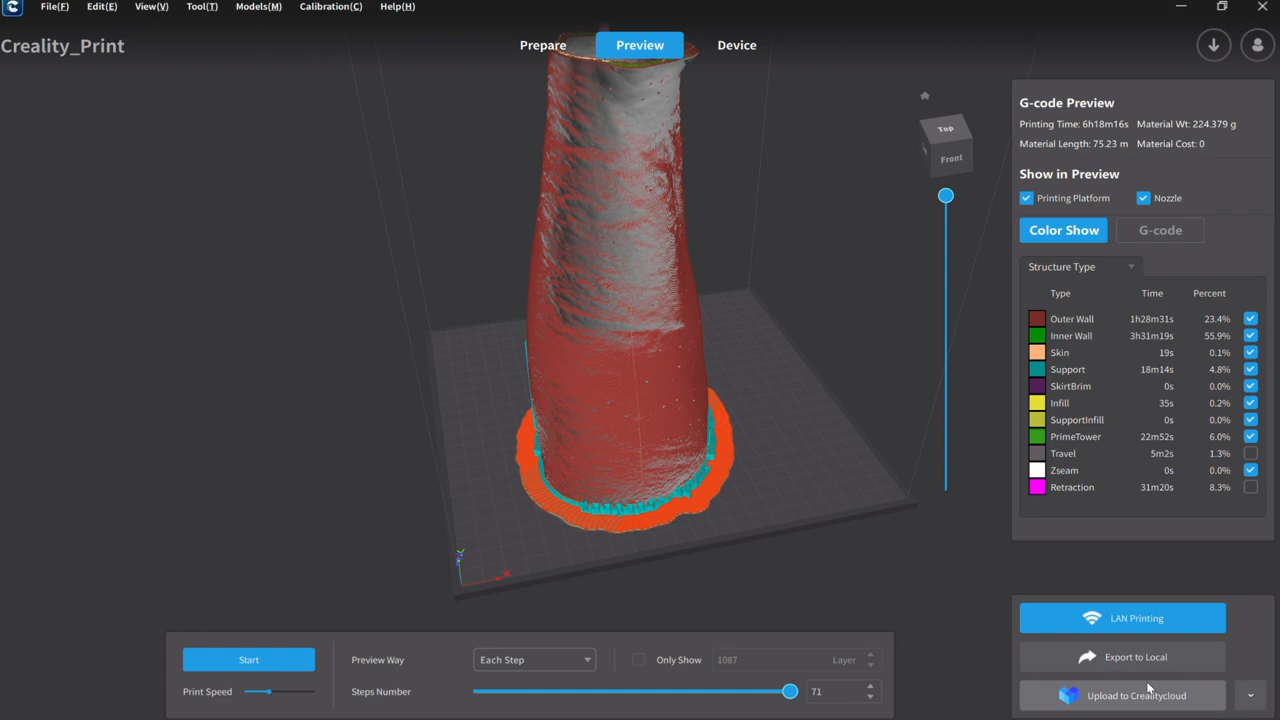 File(F) Edit(E) View(V) Tool(T) Models(M) Calibration(C) Help(H)
Creality_Print
Prepare Preview Device
Top
Front
G-code Preview
Printing Time: 6h18m16s Material Wt: 224.379 g
Material Length: 75.23 m Material Cost: 0
Show in Preview
Printing Platform Nozzle
Color Show G-code
Structure Type
Type Time Percent
Outer Wall 1h28m31s 23.4%
Inner Wall 3h31m19s 55.9%
Skin 19s 0.1%
Support 18m14s 4.8%
SkirtBrim 0s 0.0%
Infill 35s 0.2%
SupportInfill 0s 0.0%
PrimeTower 22m52s 6.0%
Travel 5m2s 1.3%
Zseam 0s 0.0%
Retraction 31m20s 8.3%
LAN Printing
Export to Local
Upload to Crealitycloud
Start Preview Way Each Step Only Show 1087 Layer
Print Speed Steps Number 71